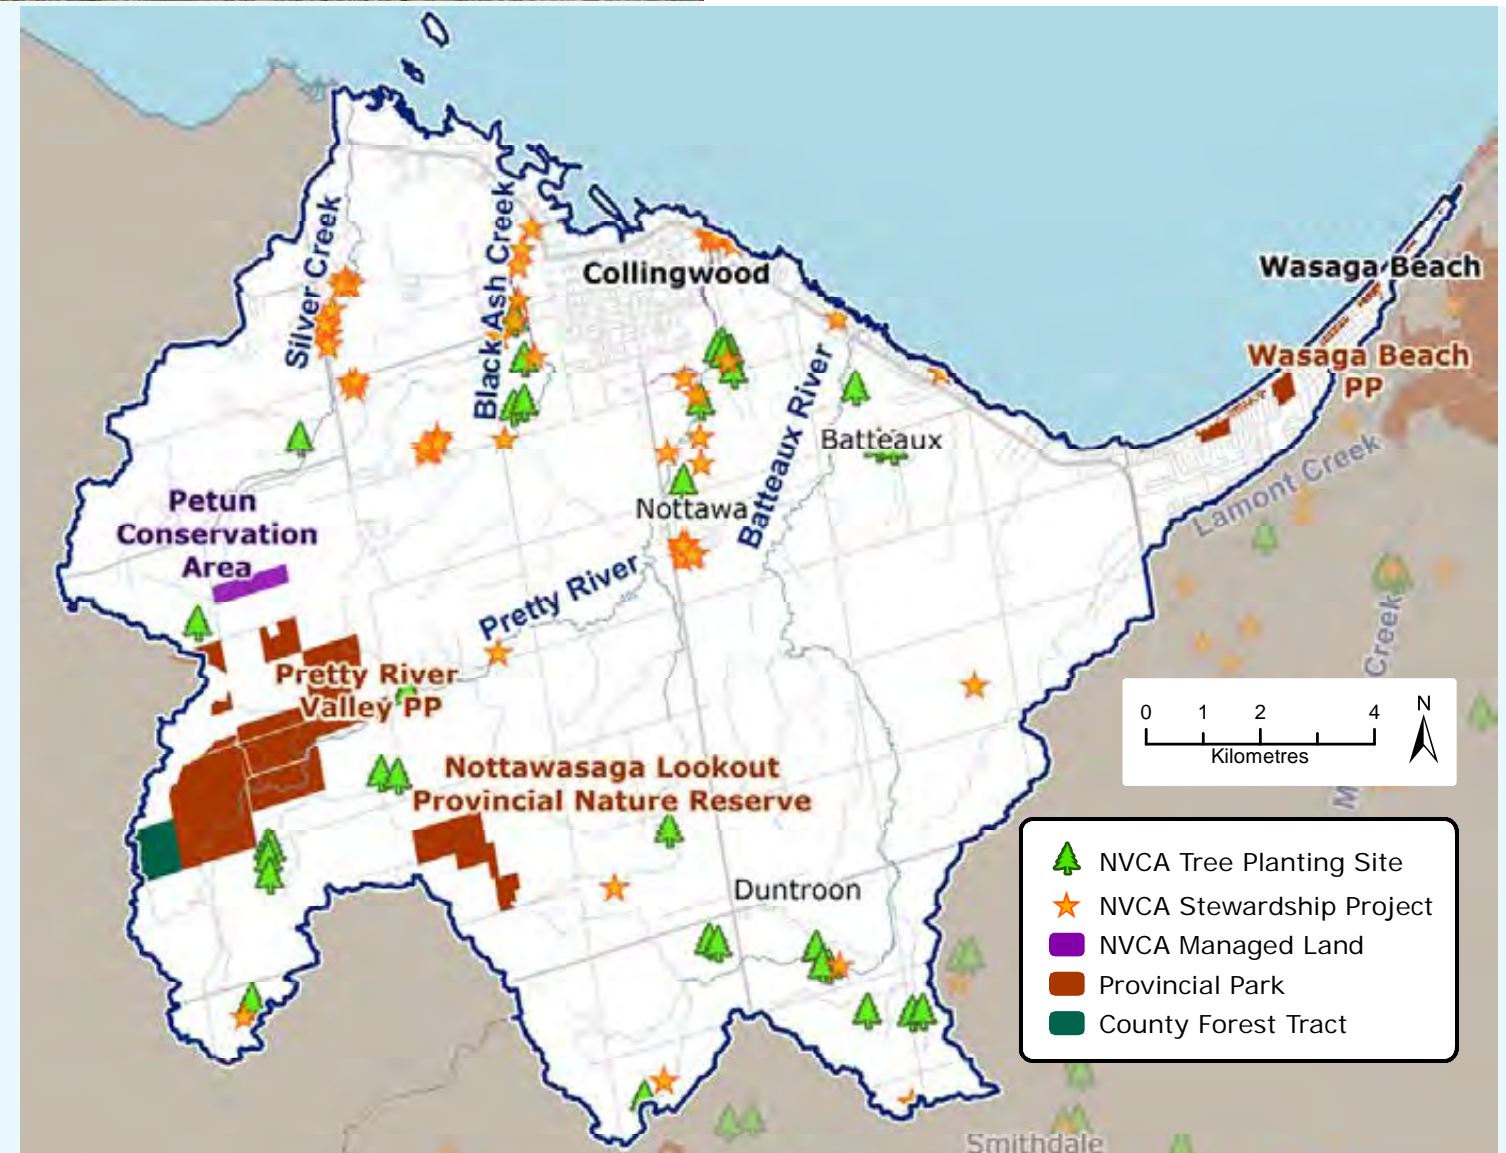 Silver Creek
Black Ash Creek
Collingwood
Wasaga Beach
Wasaga Beach
PP
Batteaux River
Batteaux
Lamont Creek
Petun
Conservation
Area
Nottawa
Pretty River
Creek
Pretty River
Valley PP
M
Nottawasaga Lookout
Provincial Nature Reserve
Duntroon
Smithdale
0 1 2 4
Kilometres
N
NVCA Tree Planting Site
NVCA Stewardship Project
NVCA Managed Land
Provincial Park
County Forest Tract